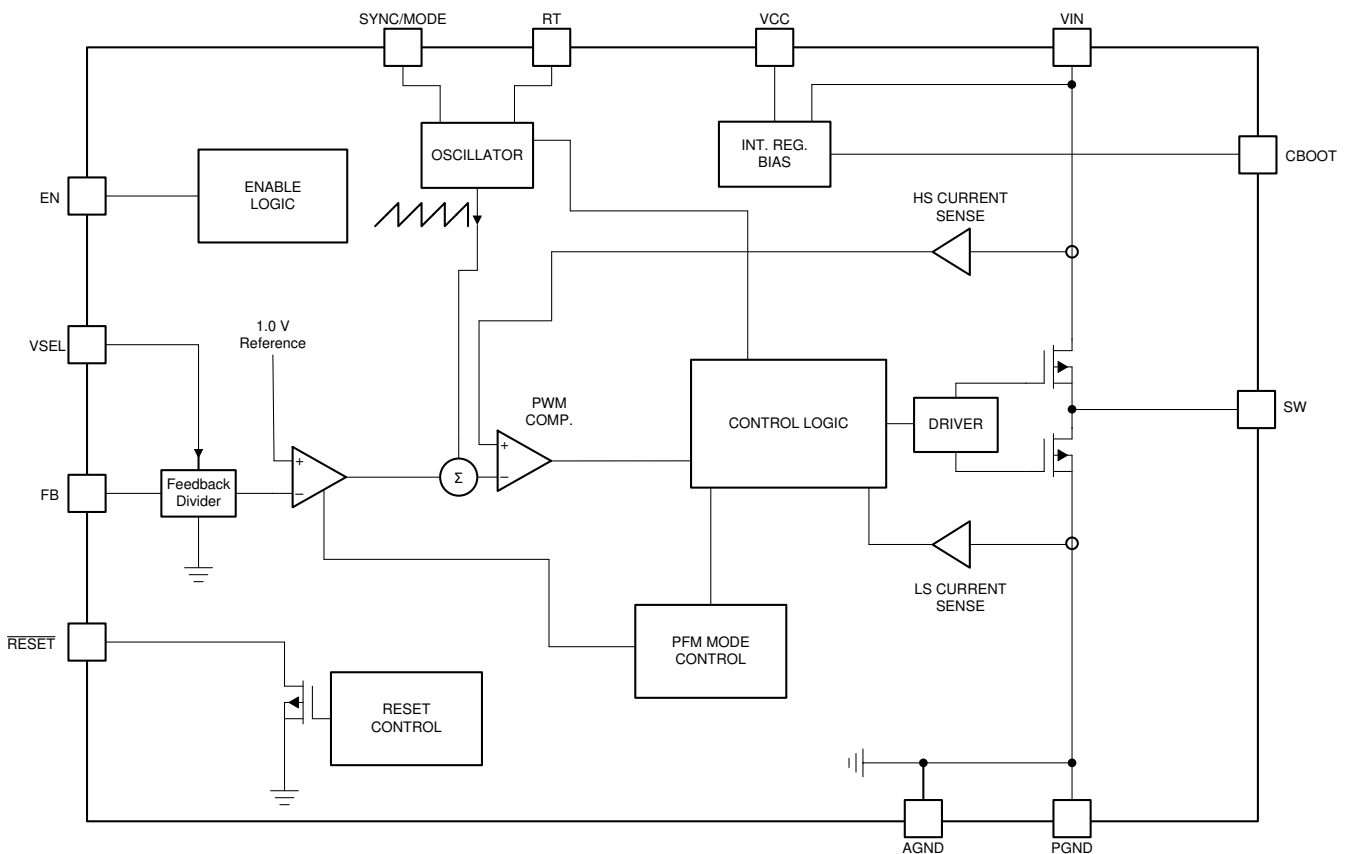 SYNC/MODE
RT
VCC
VIN
OSCILLATOR
INT. REG.
BIAS
CBOOT
EN
ENABLE
LOGIC
HS CURRENT
SENSE
VSEL
1.0 V
Reference
PWM
COMP.
CONTROL LOGIC
DRIVER
SW
+
+
Σ
−
−
FB
Feedback
Divider
LS CURRENT
SENSE
RESET
PFM MODE
CONTROL
RESET
CONTROL
AGND
PGND